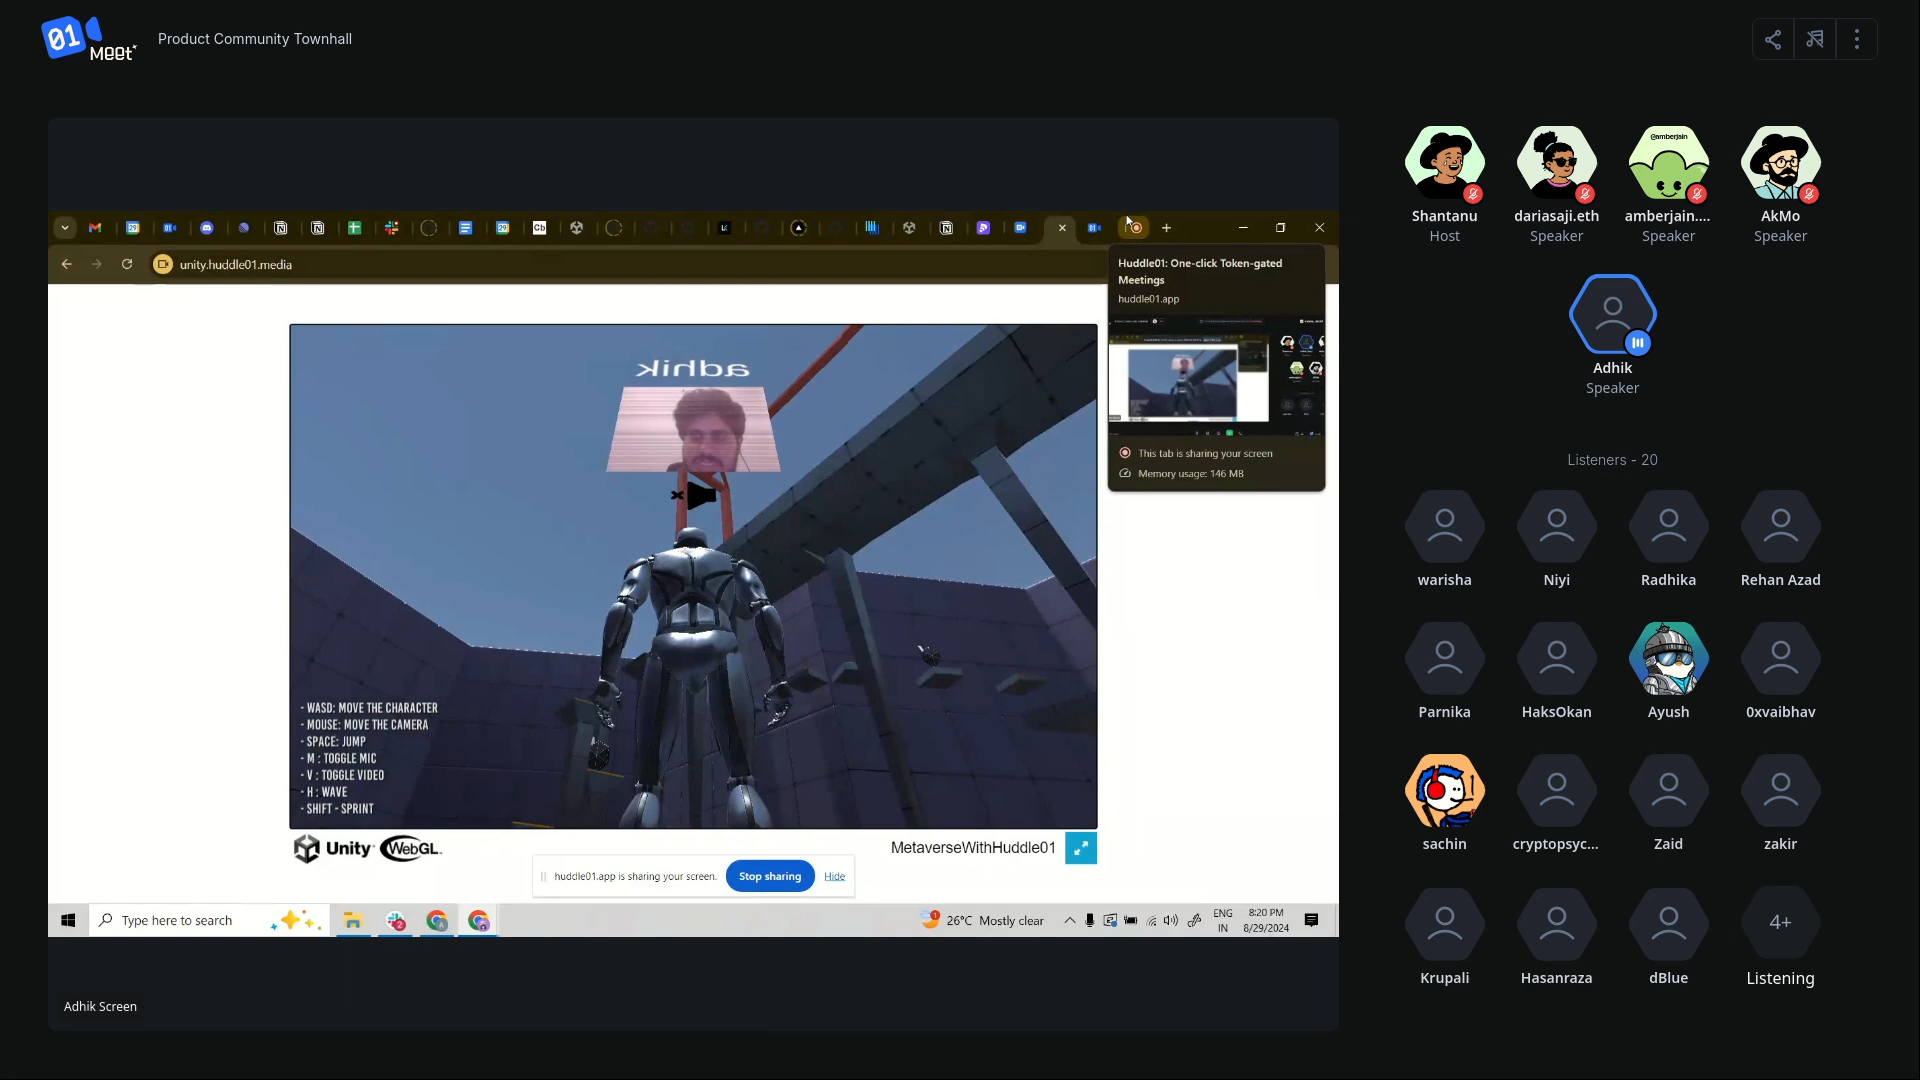 01 Meet
Product Community Townhall
unity.huddle01.media
Huddle01: One-click Token-gated
Meetings
huddle01.app
This tab is sharing your screen
Memory usage: 146 MB
adhik
- WASD: MOVE THE CHARACTER
- MOUSE: MOVE THE CAMERA
- SPACE: JUMP
- M : TOGGLE MIC
- V : TOGGLE VIDEO
- H : WAVE
- SHIFT - SPRINT
Unity WebGL
MetaverseWithHuddle01
huddle01.app is sharing your screen.
Stop sharing
Hide
Type here to search
26°C Mostly clear
ENG
IN
8:20 PM
8/29/2024
Adhik Screen
@amberjain
Shantanu
Host
dariasaji.eth
Speaker
amberjain....
Speaker
AkMo
Speaker
Adhik
Speaker
Listeners - 20
warisha
Niyi
Radhika
Rehan Azad
Parnika
HaksOkan
Ayush
0xvaibhav
sachin
cryptopsyc...
Zaid
zakir
Krupali
Hasanraza
dBlue
4+
Listening